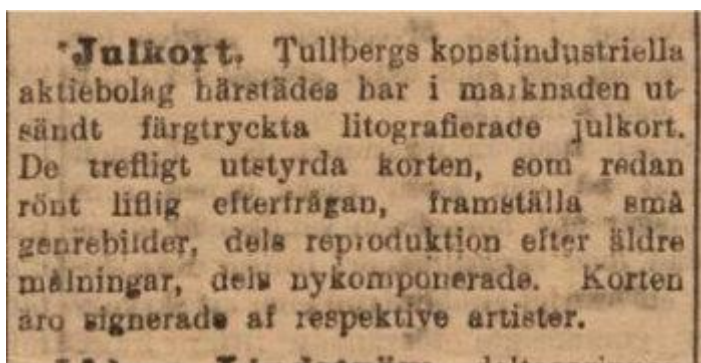 *Julkort. Tullbergs konstindustriella
aktiebolag härstädes har i marknaden ut-
sändt färgtryckta litografierade julkort.
De trefligt utstyrda korten, som redan
rönt liflig efterfrågan, framställa små
genrebilder, dels reproduktion efter äldre
målningar, dels nykomponerade. Korten
äro signerade af respektive artister.